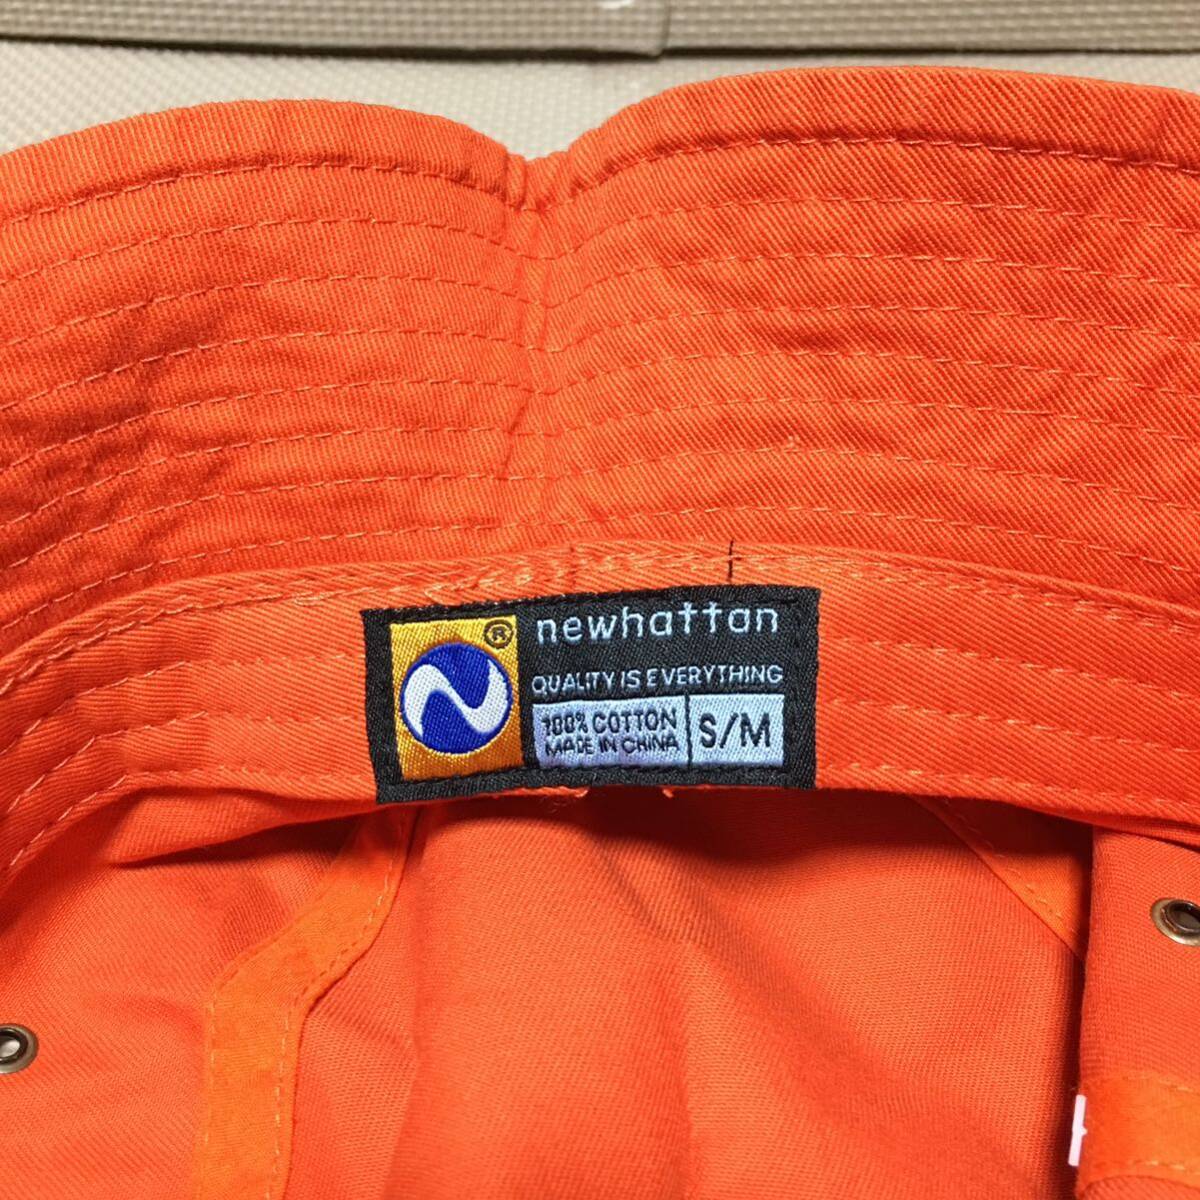 ®
newhattan
QUALITY IS EVERYTHING
100% COTTON
MADE IN CHINA
S/M